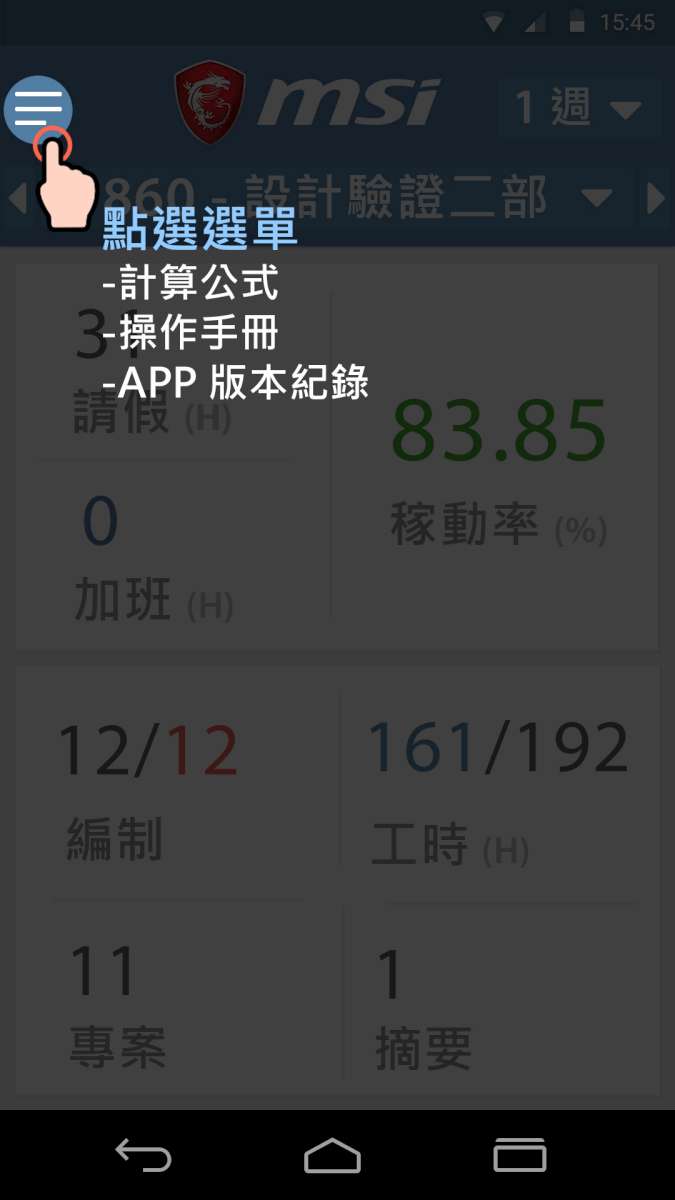 15:45
msi
1 週
860 - 設計驗證二部
點選選單
-計算公式
-操作手冊
-APP 版本紀錄
31
請假 (H)
83.85
稼動率 (%)
0
加班 (H)
12/12
編制
161/192
工時 (H)
11
專案
1
摘要